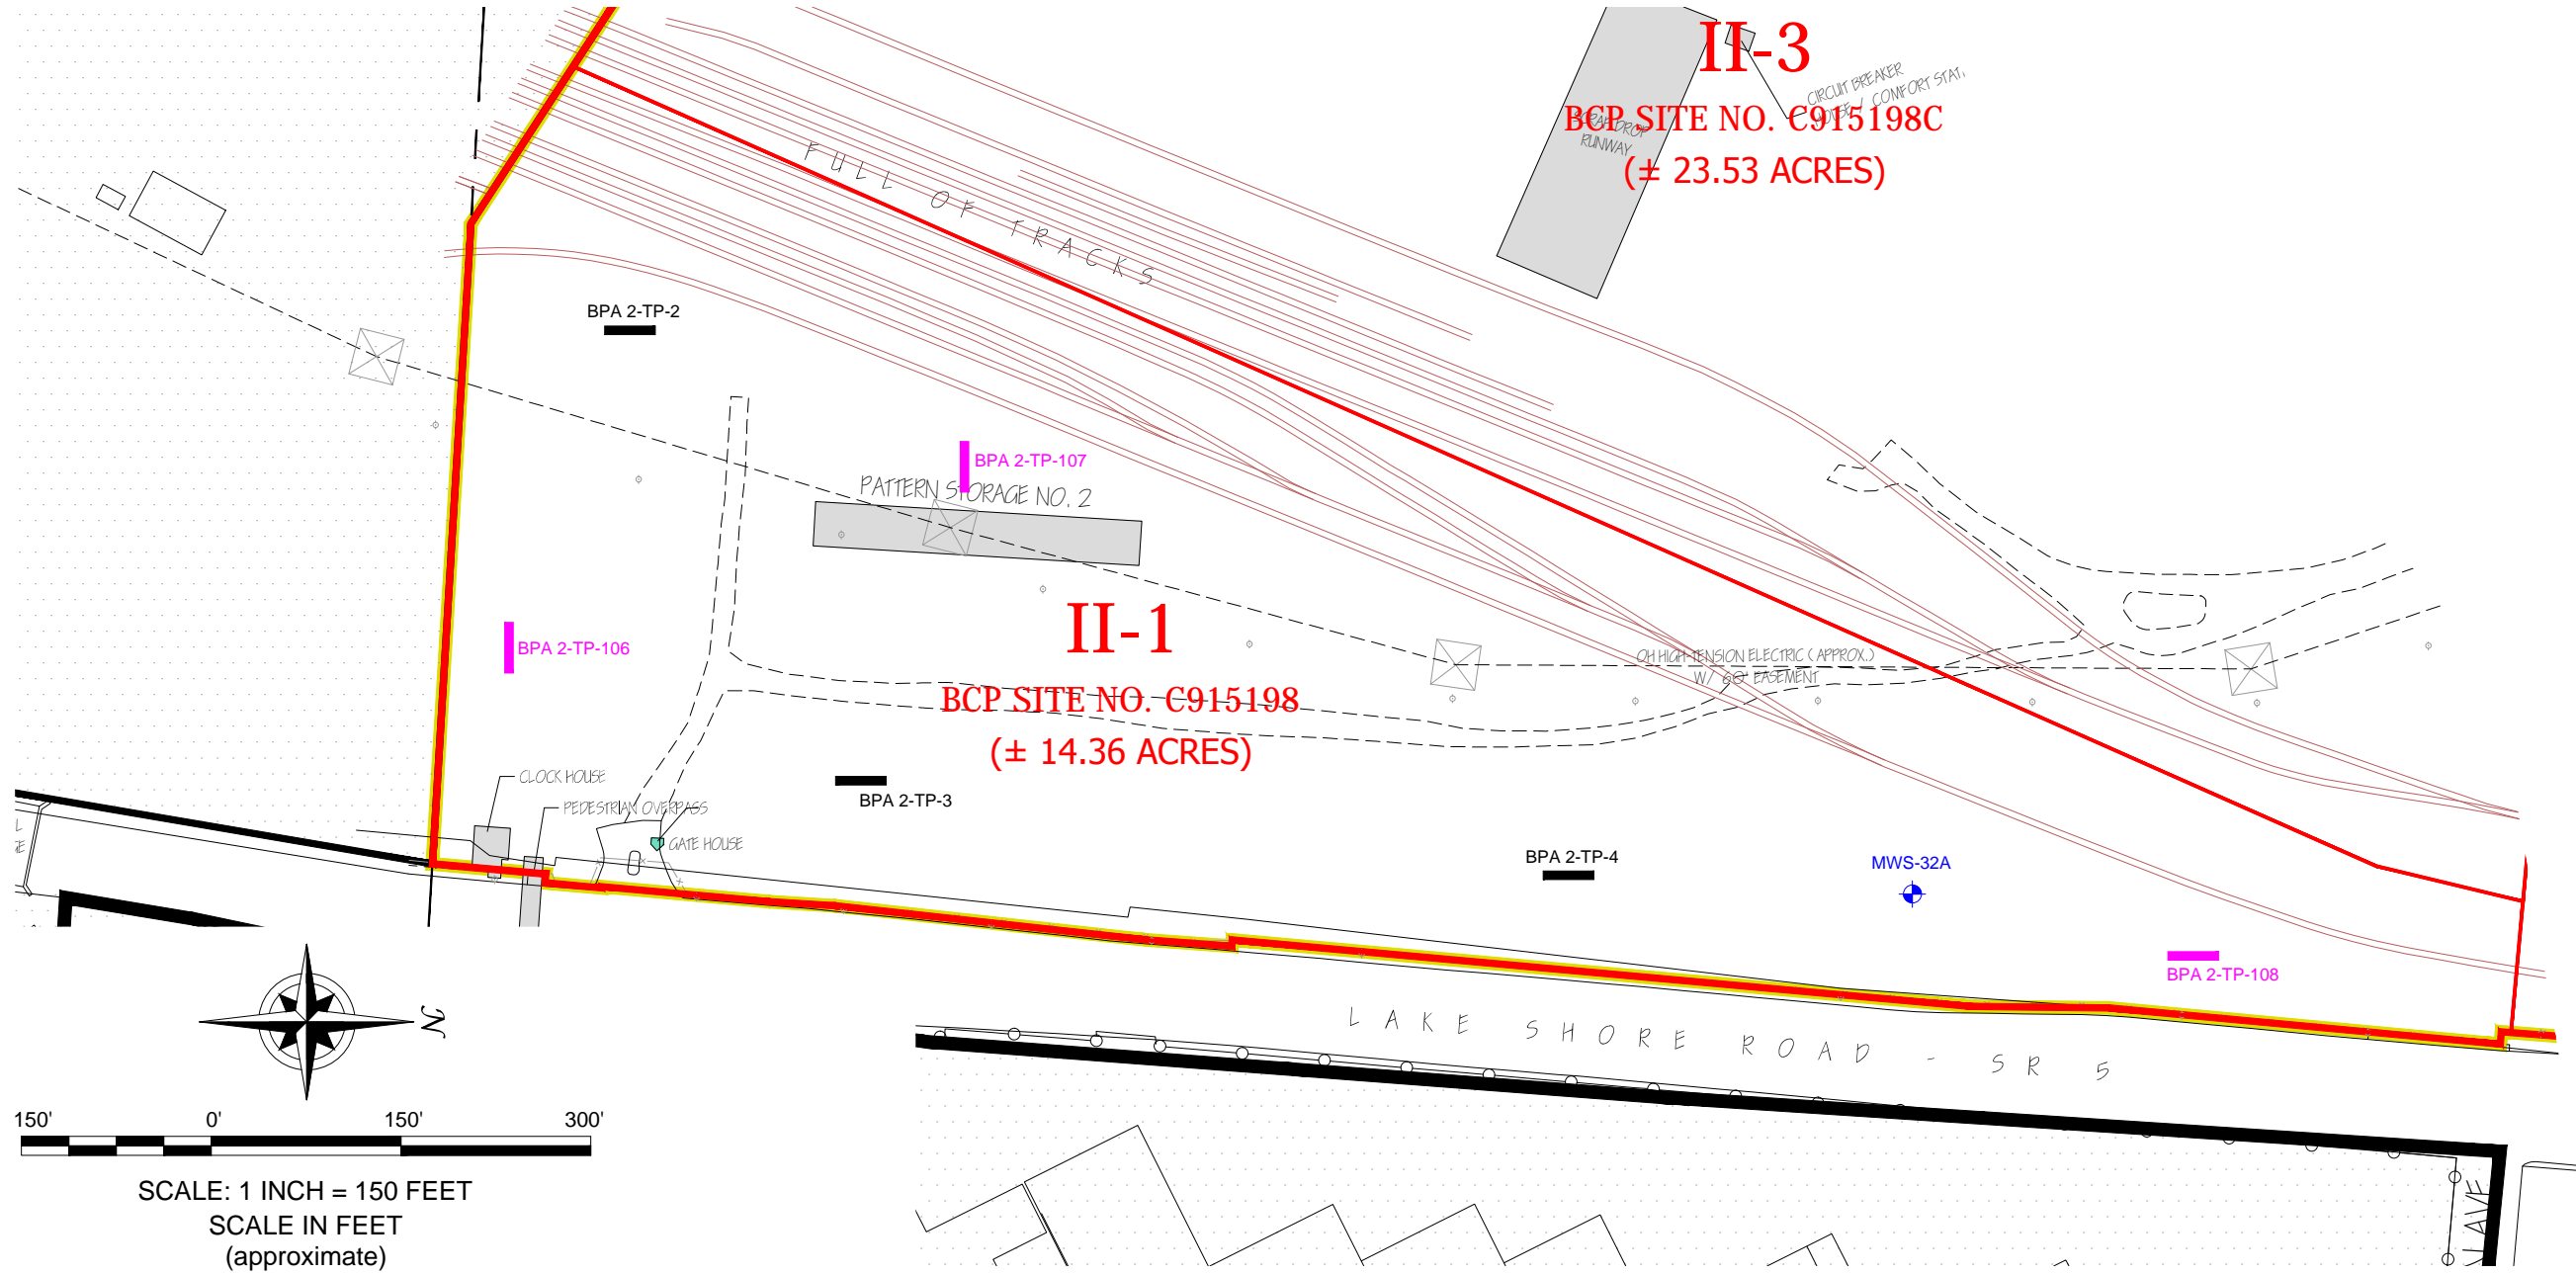 II-3
CIRCUIT BREAKER
HOUSE / COMFORT STAT.
BCP SITE NO. C915198C
SCRAP DROP
RUNWAY
(± 23.53 ACRES)
FULL OF TRACKS
BPA 2-TP-2
BPA 2-TP-107
PATTERN STORAGE NO. 2
II-1
BPA 2-TP-106
OH HIGH-TENSION ELECTRIC (APPROX.)
W/ 60' EASEMENT
BCP SITE NO. C915198
(± 14.36 ACRES)
CLOCK HOUSE
BPA 2-TP-3
PEDESTRIAN OVERPASS
GATE HOUSE
BPA 2-TP-4
MWS-32A
BPA 2-TP-108
N
LAKE SHORE ROAD - SR 5
150' 0' 150' 300'
SCALE: 1 INCH = 150 FEET
SCALE IN FEET
(approximate)